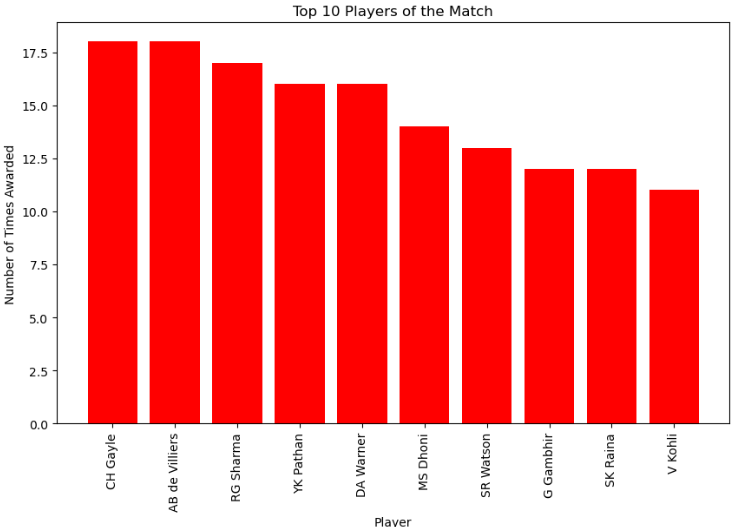 Top 10 Players of the Match
Number of Times Awarded
17.5
15.0
12.5
10.0
7.5
5.0
2.5
0.0
CH Gayle
AB de Villiers
RG Sharma
YK Pathan
DA Warner
MS Dhoni
SR Watson
G Gambhir
SK Raina
V Kohli
Player